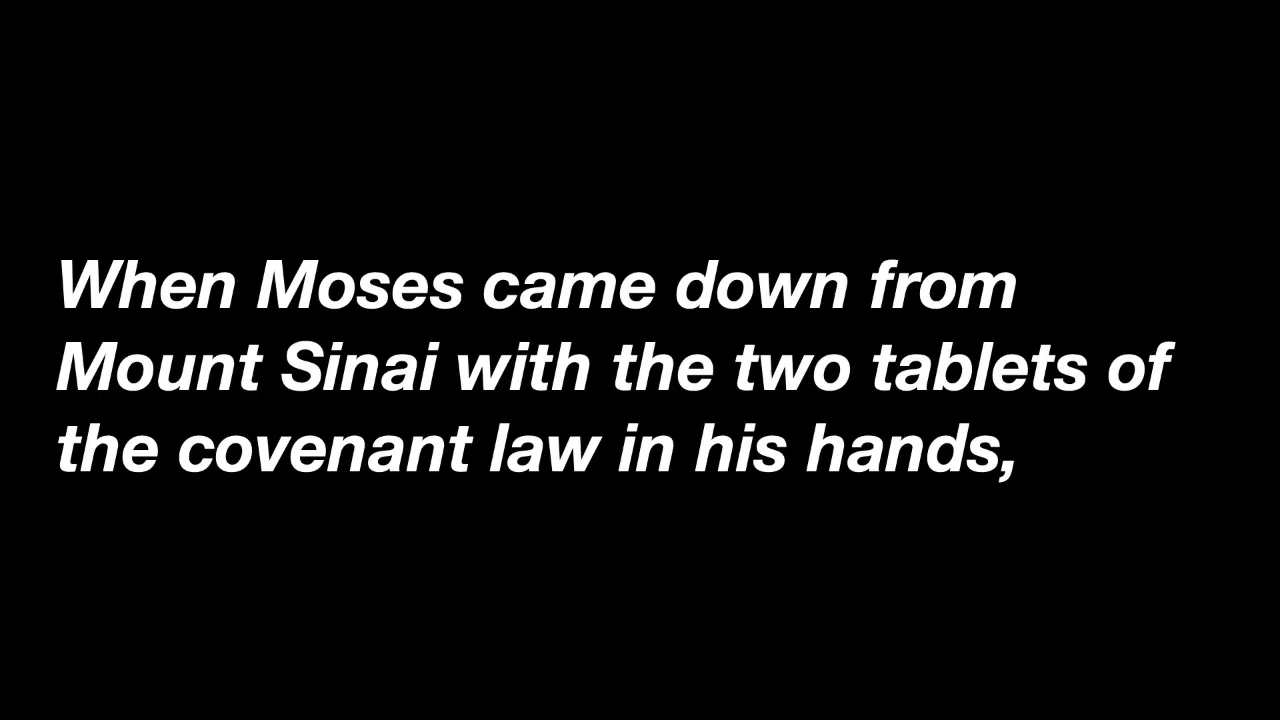 When Moses came down from
Mount Sinai with the two tablets of
the covenant law in his hands,